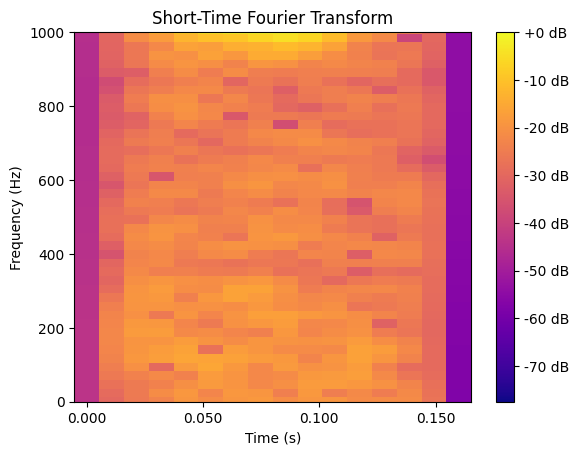 Short-Time Fourier Transform
1000
800
600
400
200
0
Frequency (Hz)
0.000
0.050
0.100
0.150
Time (s)
+0 dB
-10 dB
-20 dB
-30 dB
-40 dB
-50 dB
-60 dB
-70 dB